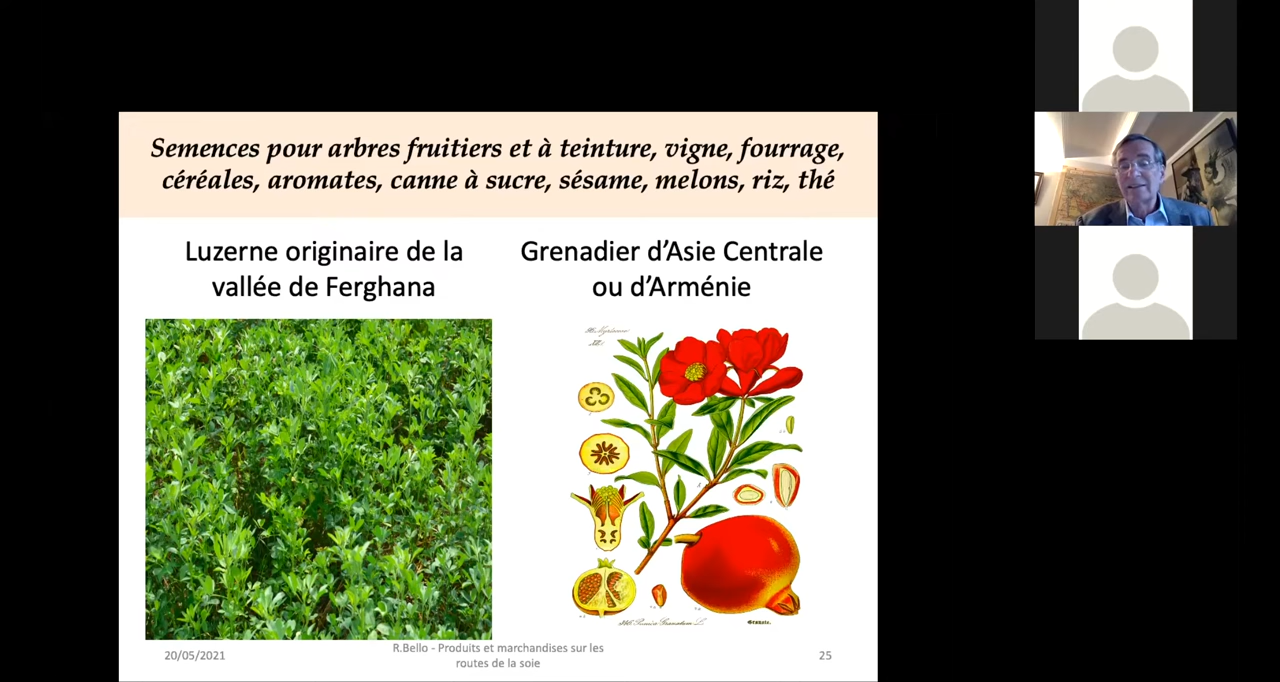 Semences pour arbres fruitiers et à teinture, vigne, fourrage,
céréales, aromates, canne à sucre, sésame, melons, riz, thé
Luzerne originaire de la
vallée de Ferghana
Grenadier d’Asie Centrale
ou d’Arménie
Granate.
20/05/2021
R.Bello - Produits et marchandises sur les
routes de la soie
25